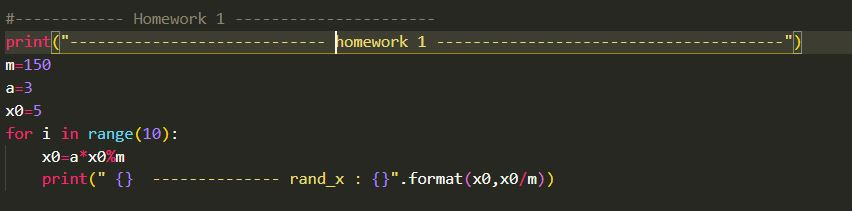 #------------ Homework 1 ----------------------
print("---------------------------- homework 1 --------------------------------------")
m=150
a=3
x0=5
for i in range(10):
    x0=a*x0%m
    print(" {}  -------------- rand_x : {}".format(x0,x0/m))